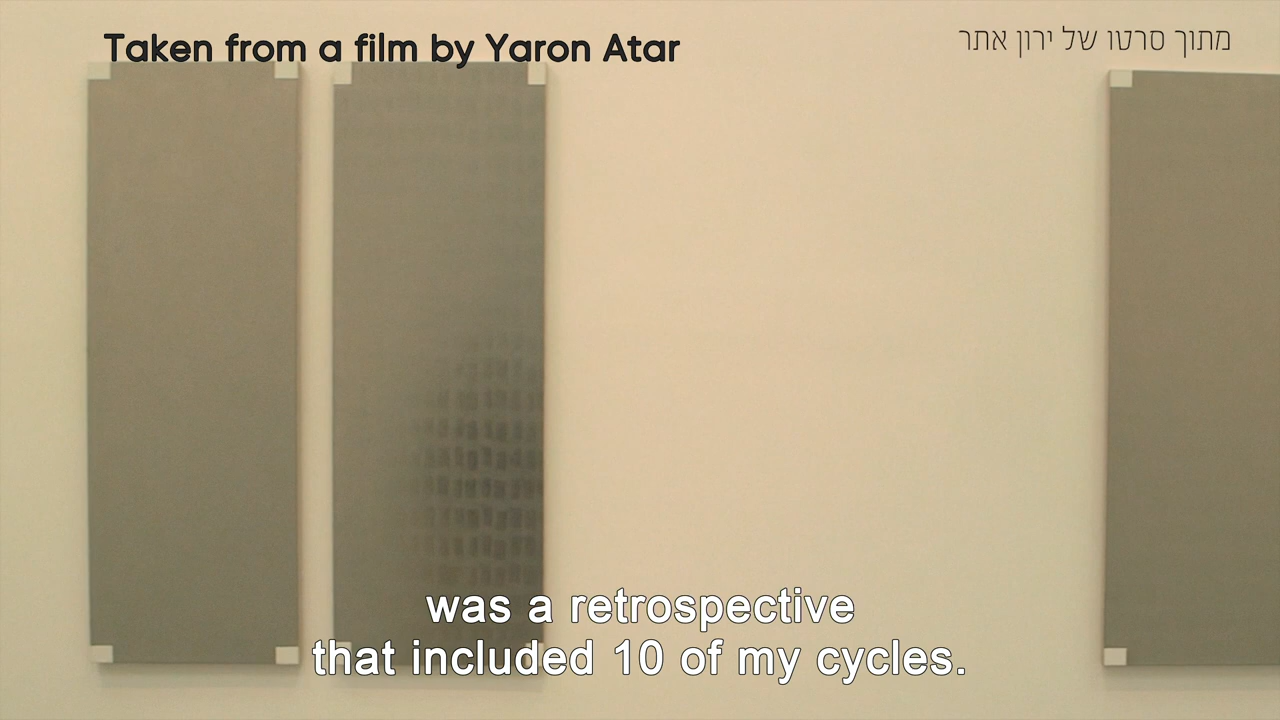 Taken from a film by Yaron Atar
מתוך סרטו של ירון אתר
was a retrospective
that included 10 of my cycles.